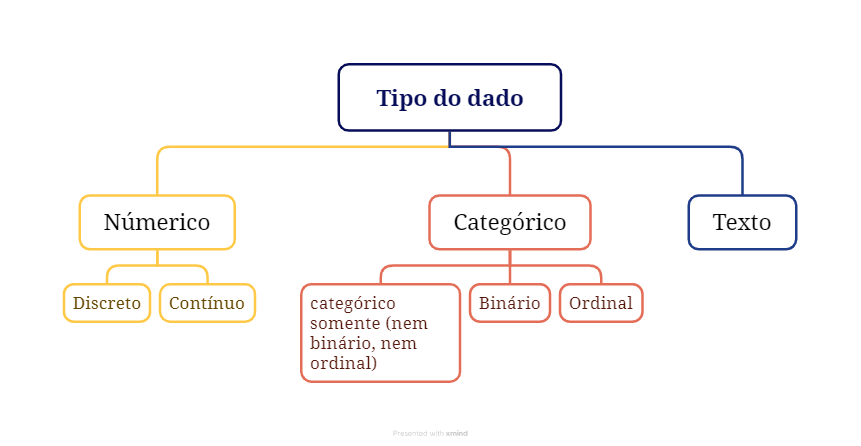 Tipo do dado
Númerico
Categórico
Texto
Discreto
Contínuo
categórico
somente (nem
binário, nem
ordinal)
Binário
Ordinal
Presented with xmind